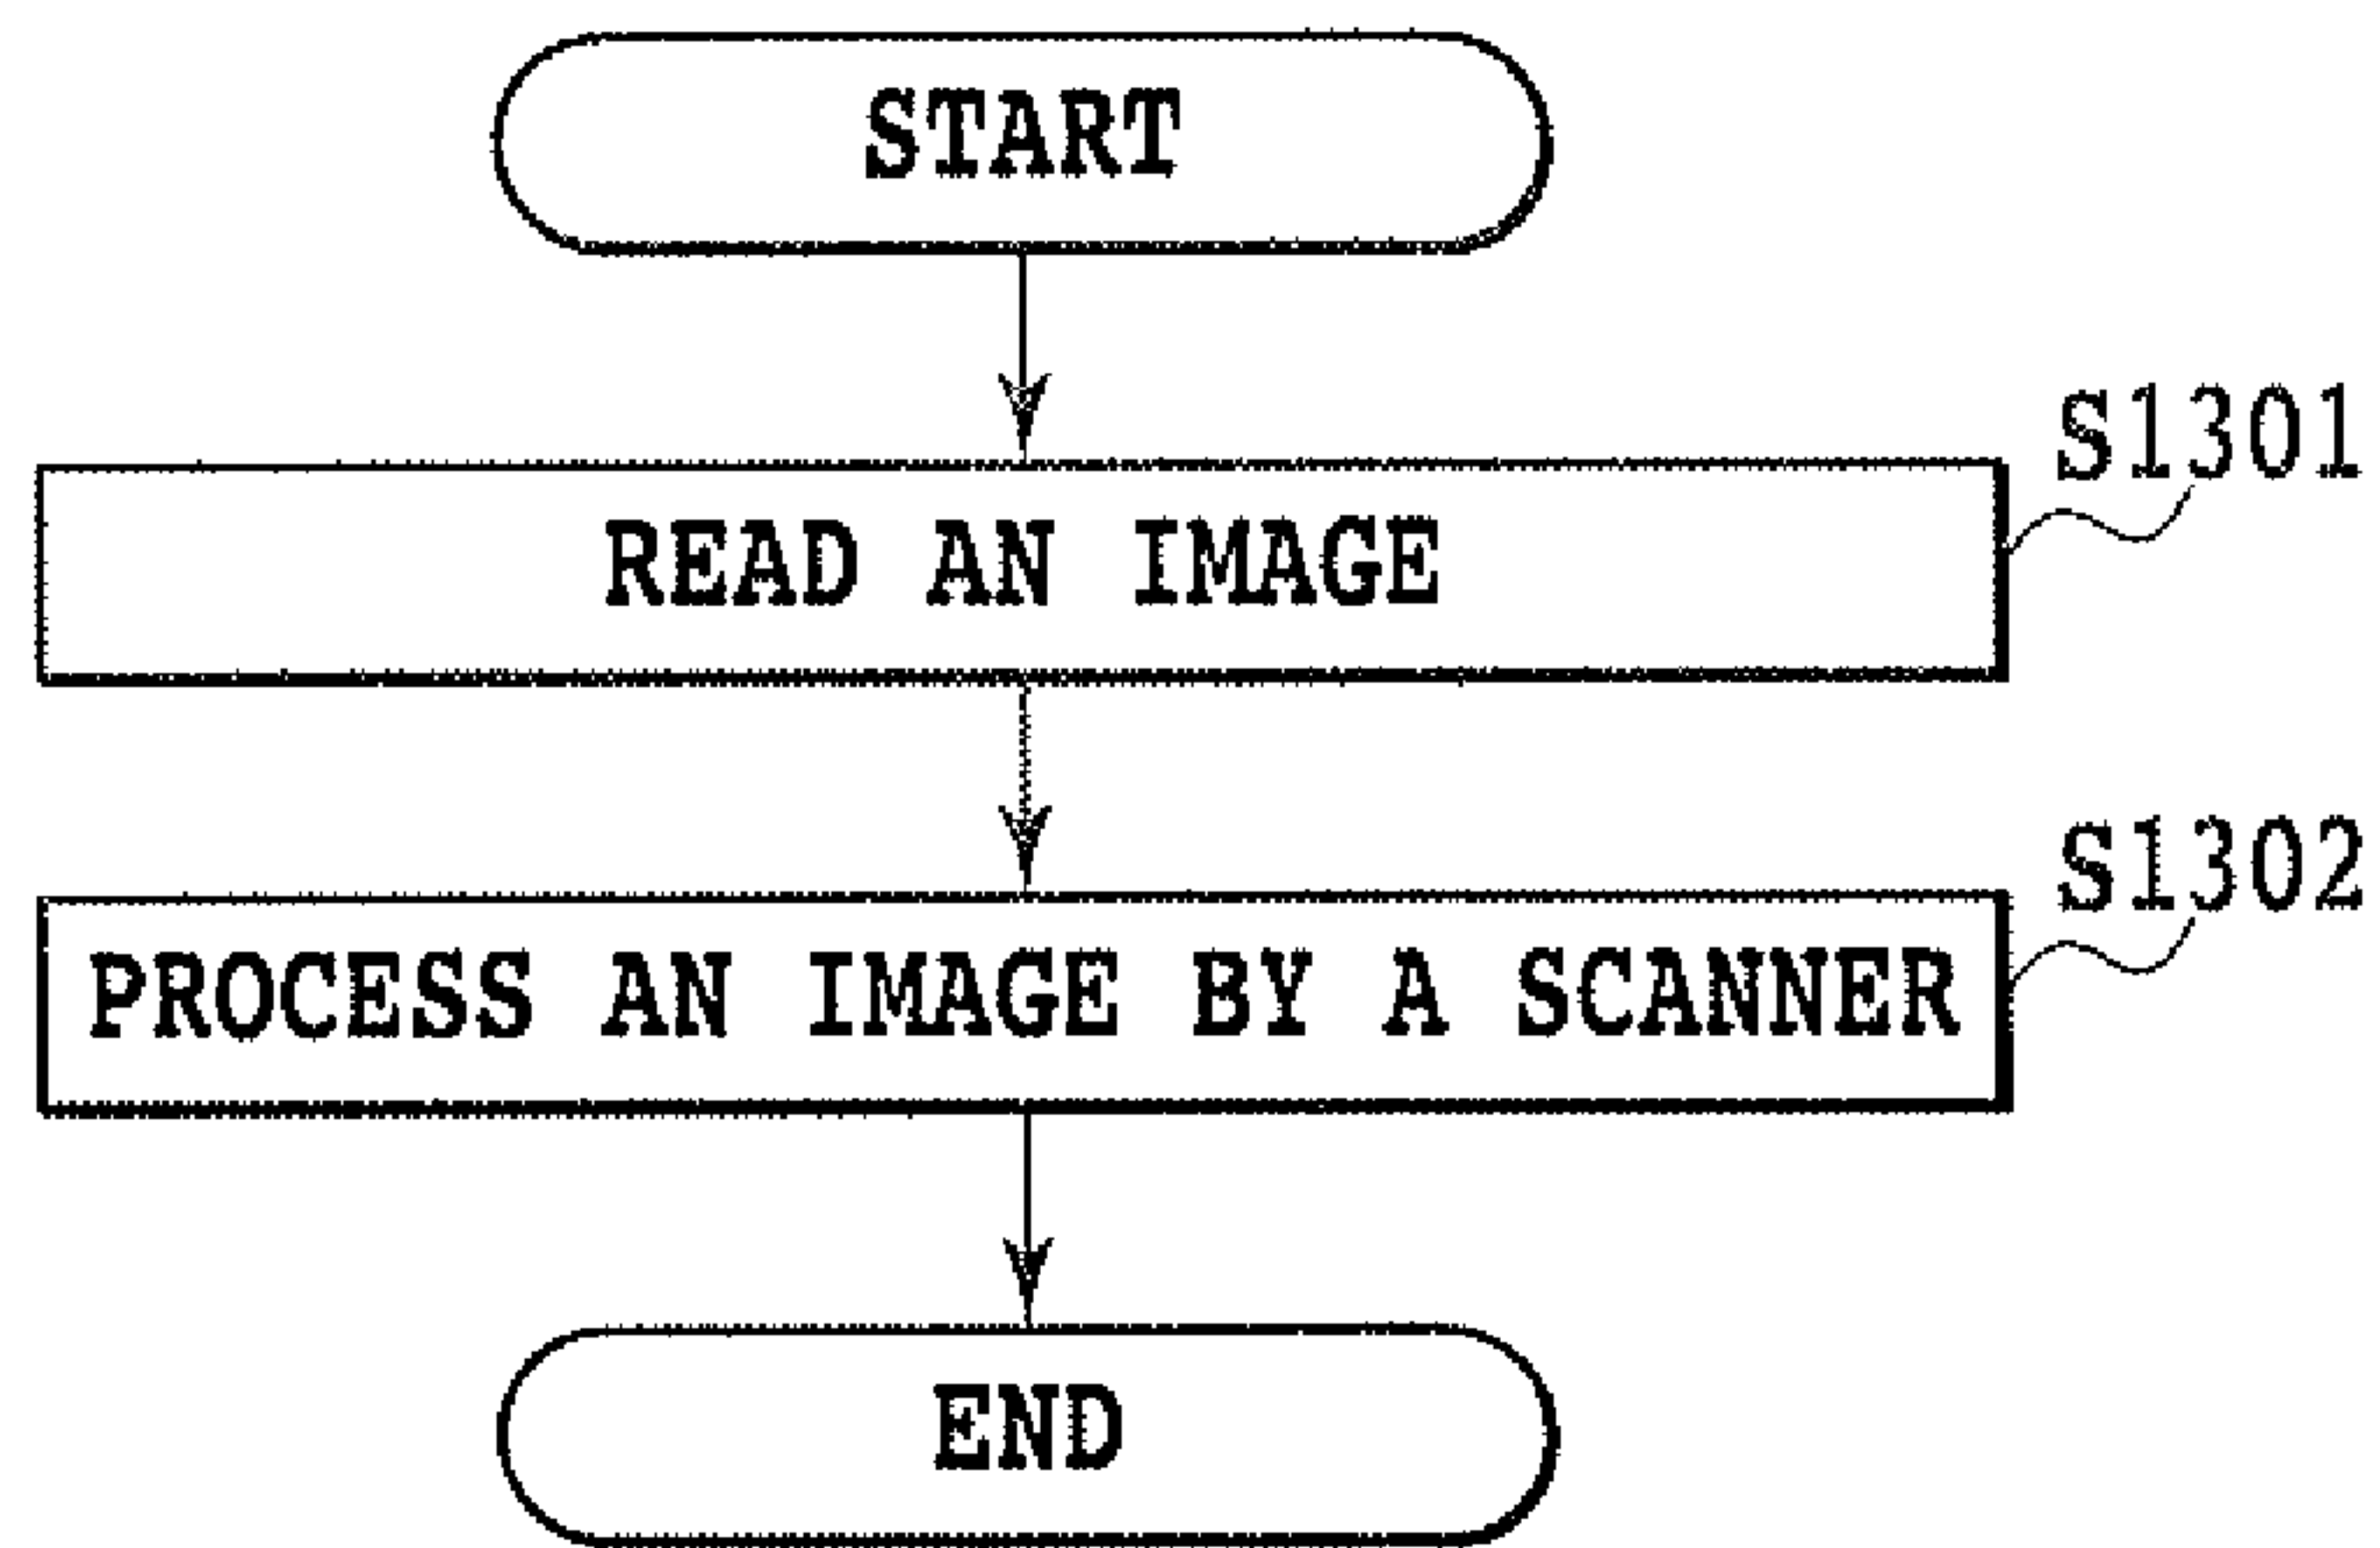 START
S1301
READ AN IMAGE
S1302
PROCESS AN IMAGE BY A SCANNER
END